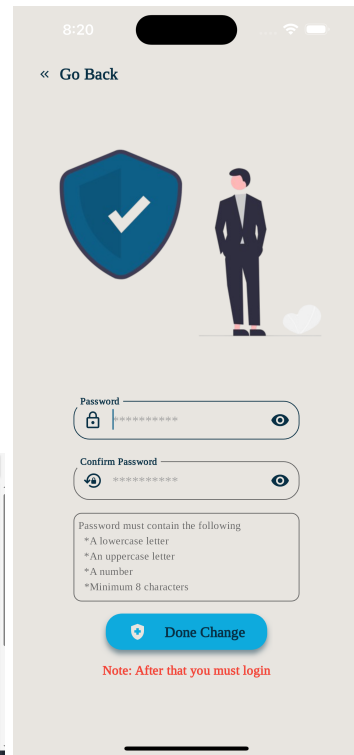 8:20
« Go Back
Password
**********
Confirm Password
**********
Password must contain the following
*A lowercase letter
*An uppercase letter
*A number
*Minimum 8 characters
Done Change
Note: After that you must login